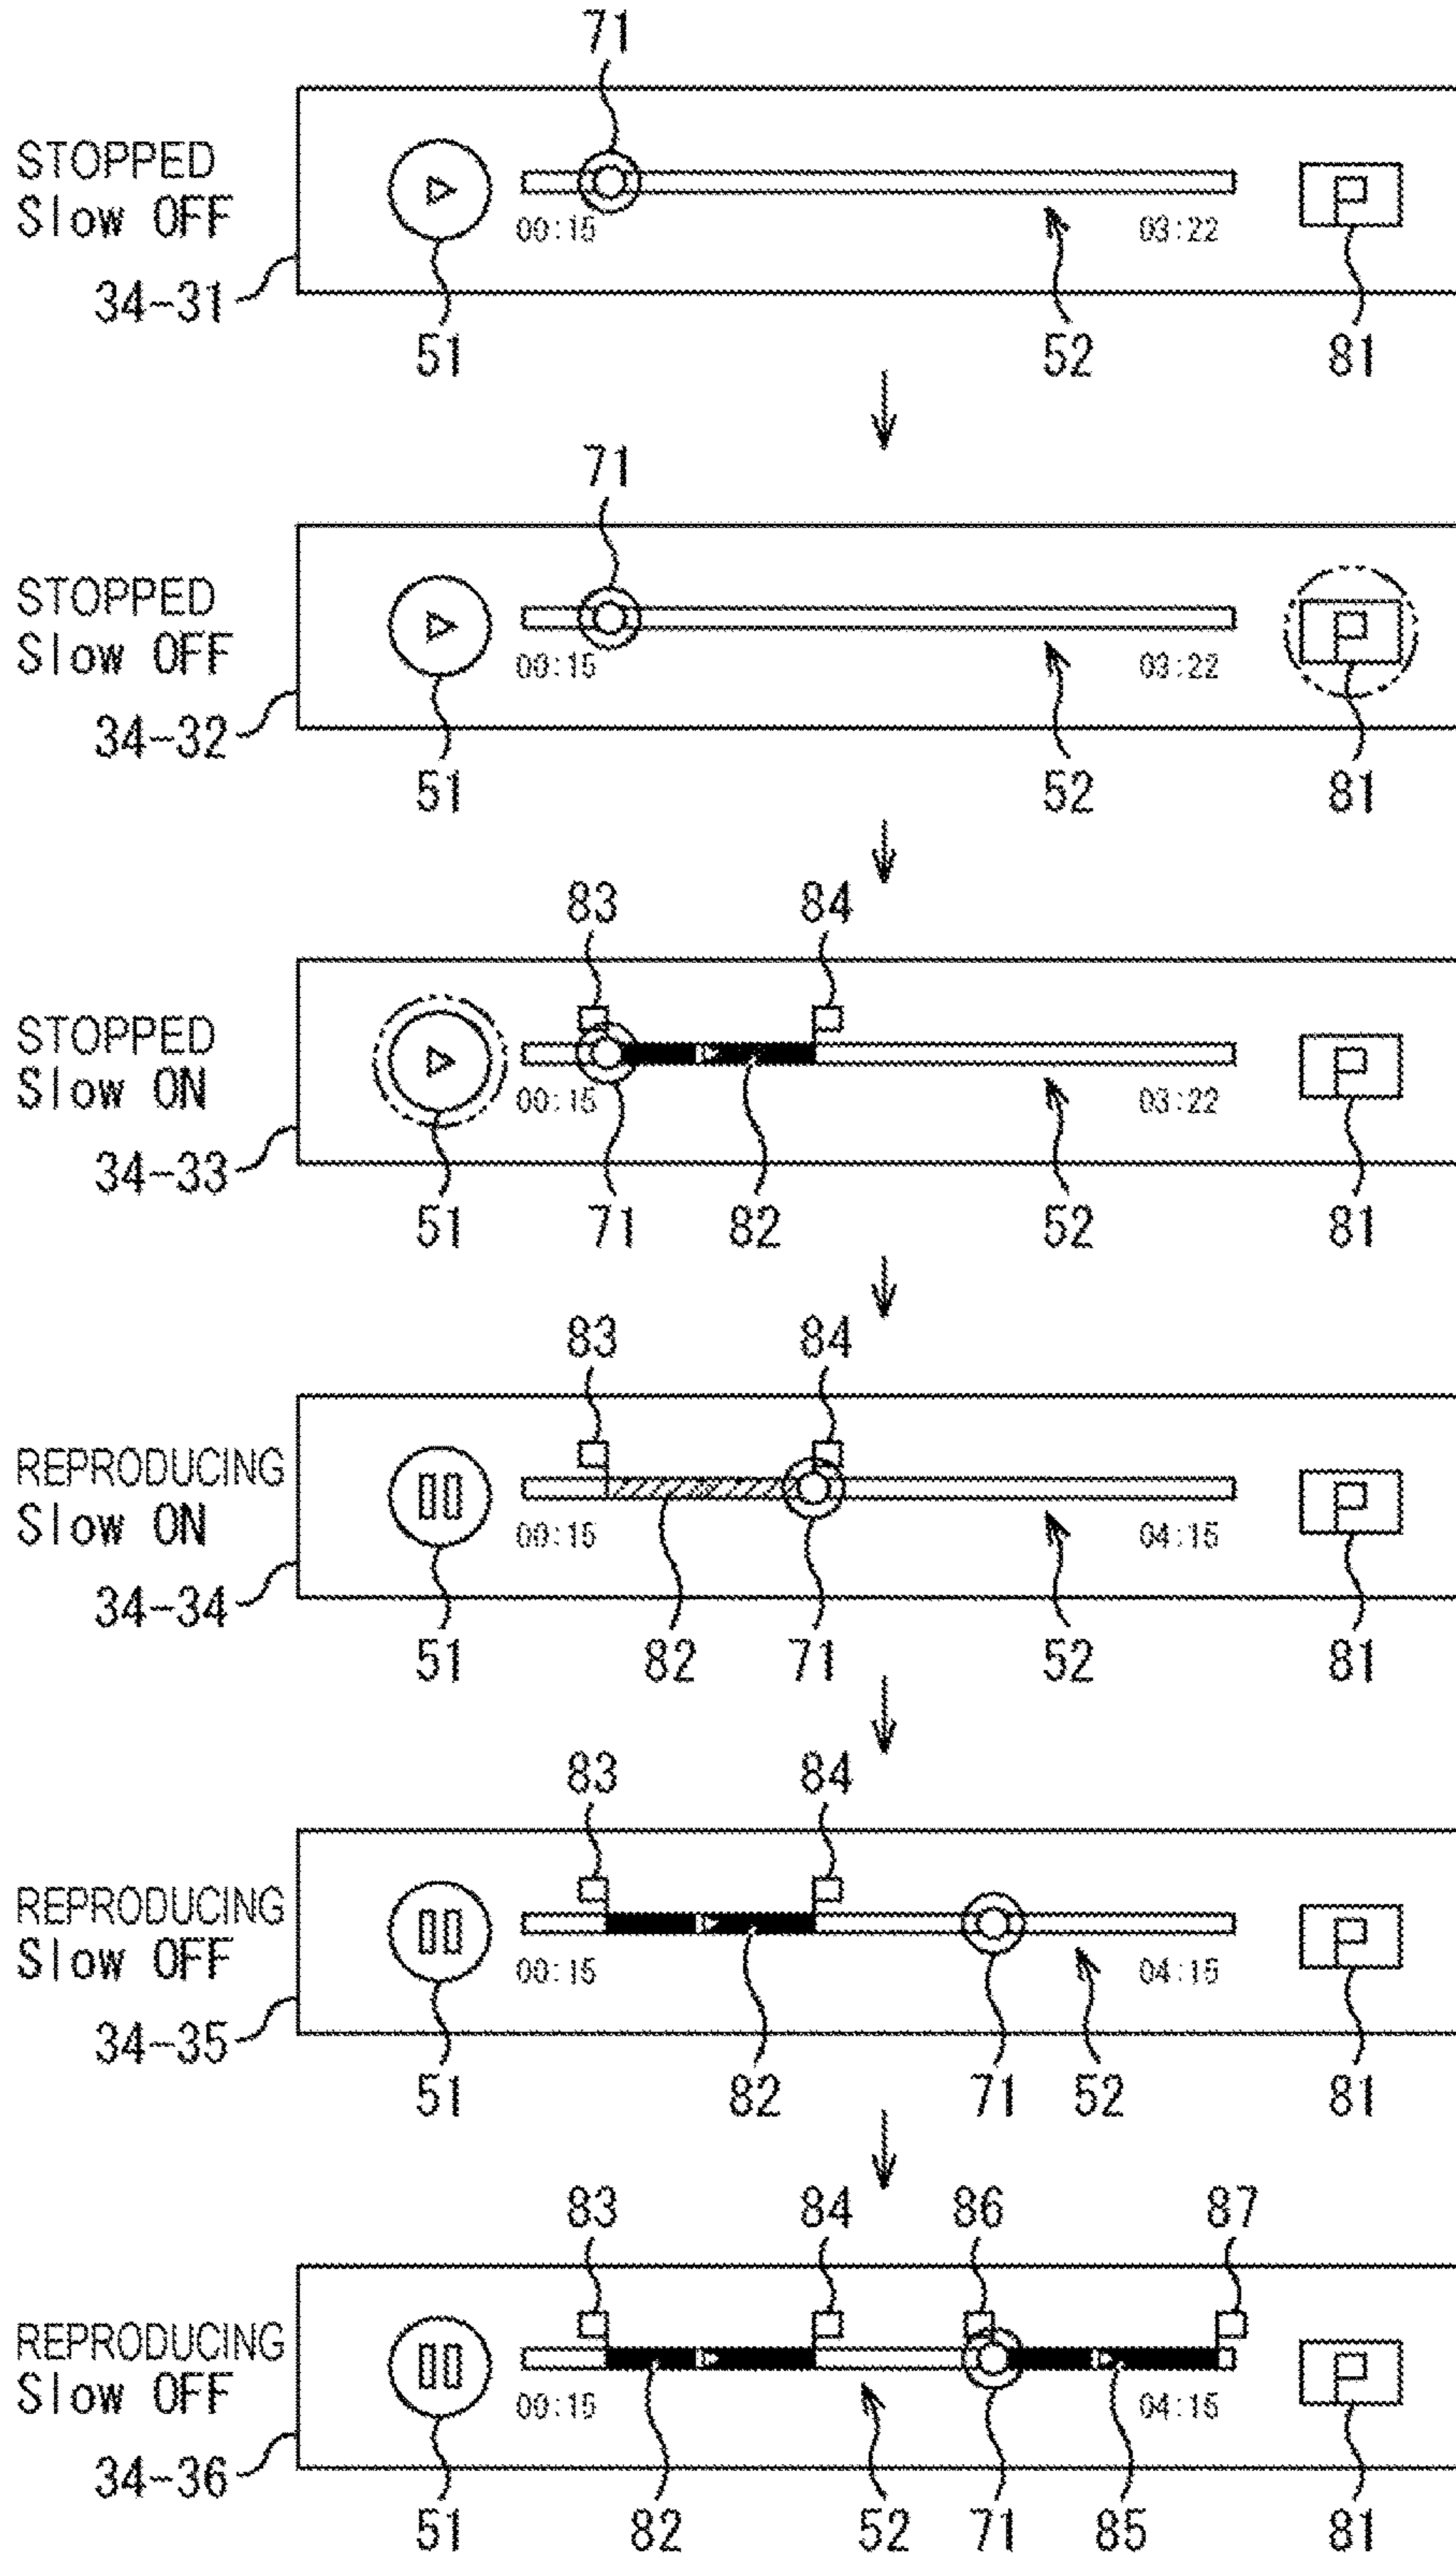 71
STOPPED
Slow OFF
00:15
03:22
34-31
51
52
81
71
STOPPED
Slow OFF
00:15
03:22
34-32
51
52
81
83 84
STOPPED
Slow ON
00:15
03:22
34-33
51 71 82 52 81
83 84
REPRODUCING
Slow ON
00:15
04:15
34-34
51 82 71 52 81
83 84
REPRODUCING
Slow OFF
00:15
04:15
34-35
51 82 71 52 81
83 84 86 87
REPRODUCING
Slow OFF
00:15
04:15
34-36
51 82 52 71 85 81